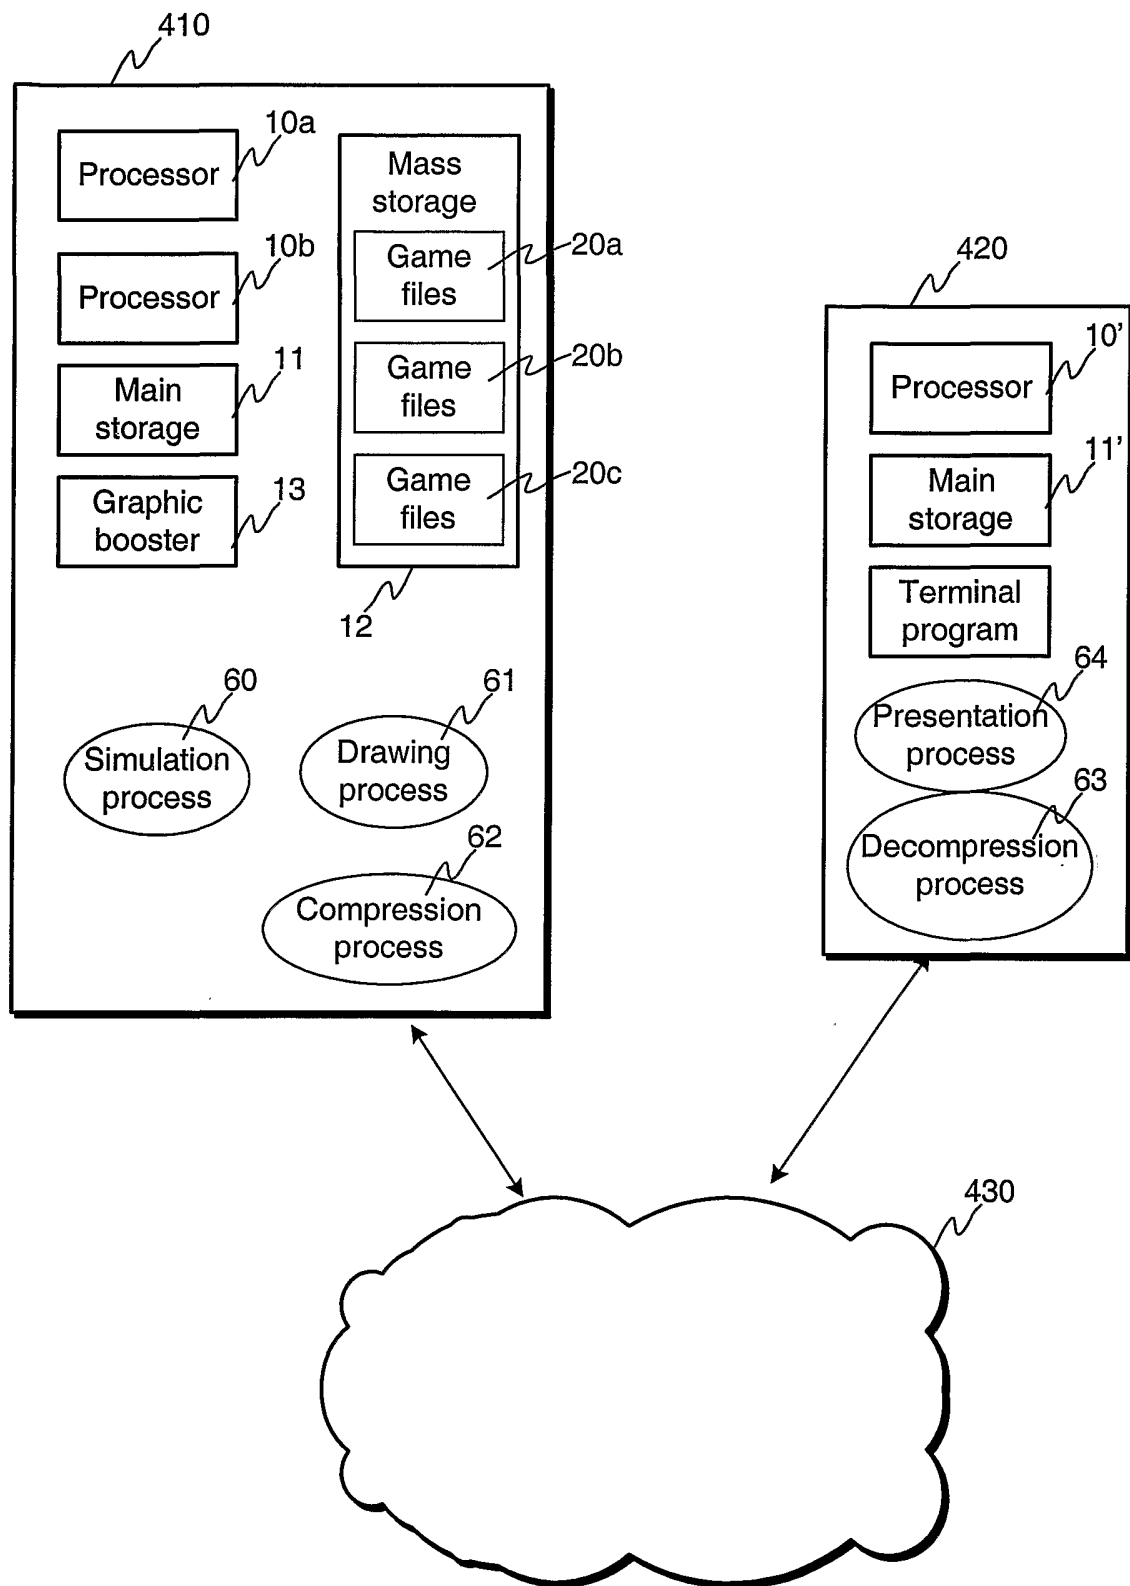 410
10a
Processor
10b
Processor
11
Main
storage
13
Graphic
booster
Mass
storage
Game
files
20a
Game
files
20b
Game
files
20c
12
60
Simulation
process
61
Drawing
process
62
Compression
process
420
10’
Processor
11’
Main
storage
Terminal
program
64
Presentation
process
63
Decompression
process
430